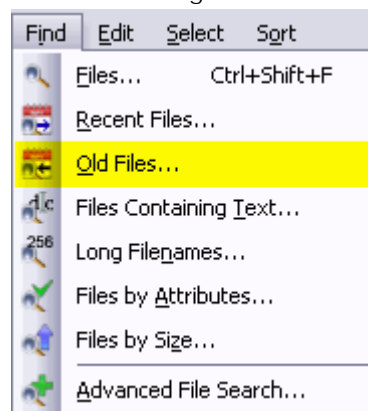 Find Edit Select Sort
Files... Ctrl+Shift+F
Recent Files...
Old Files...
Files Containing Text...
256 Long Filenames...
Files by Attributes...
Files by Size...
Advanced File Search...